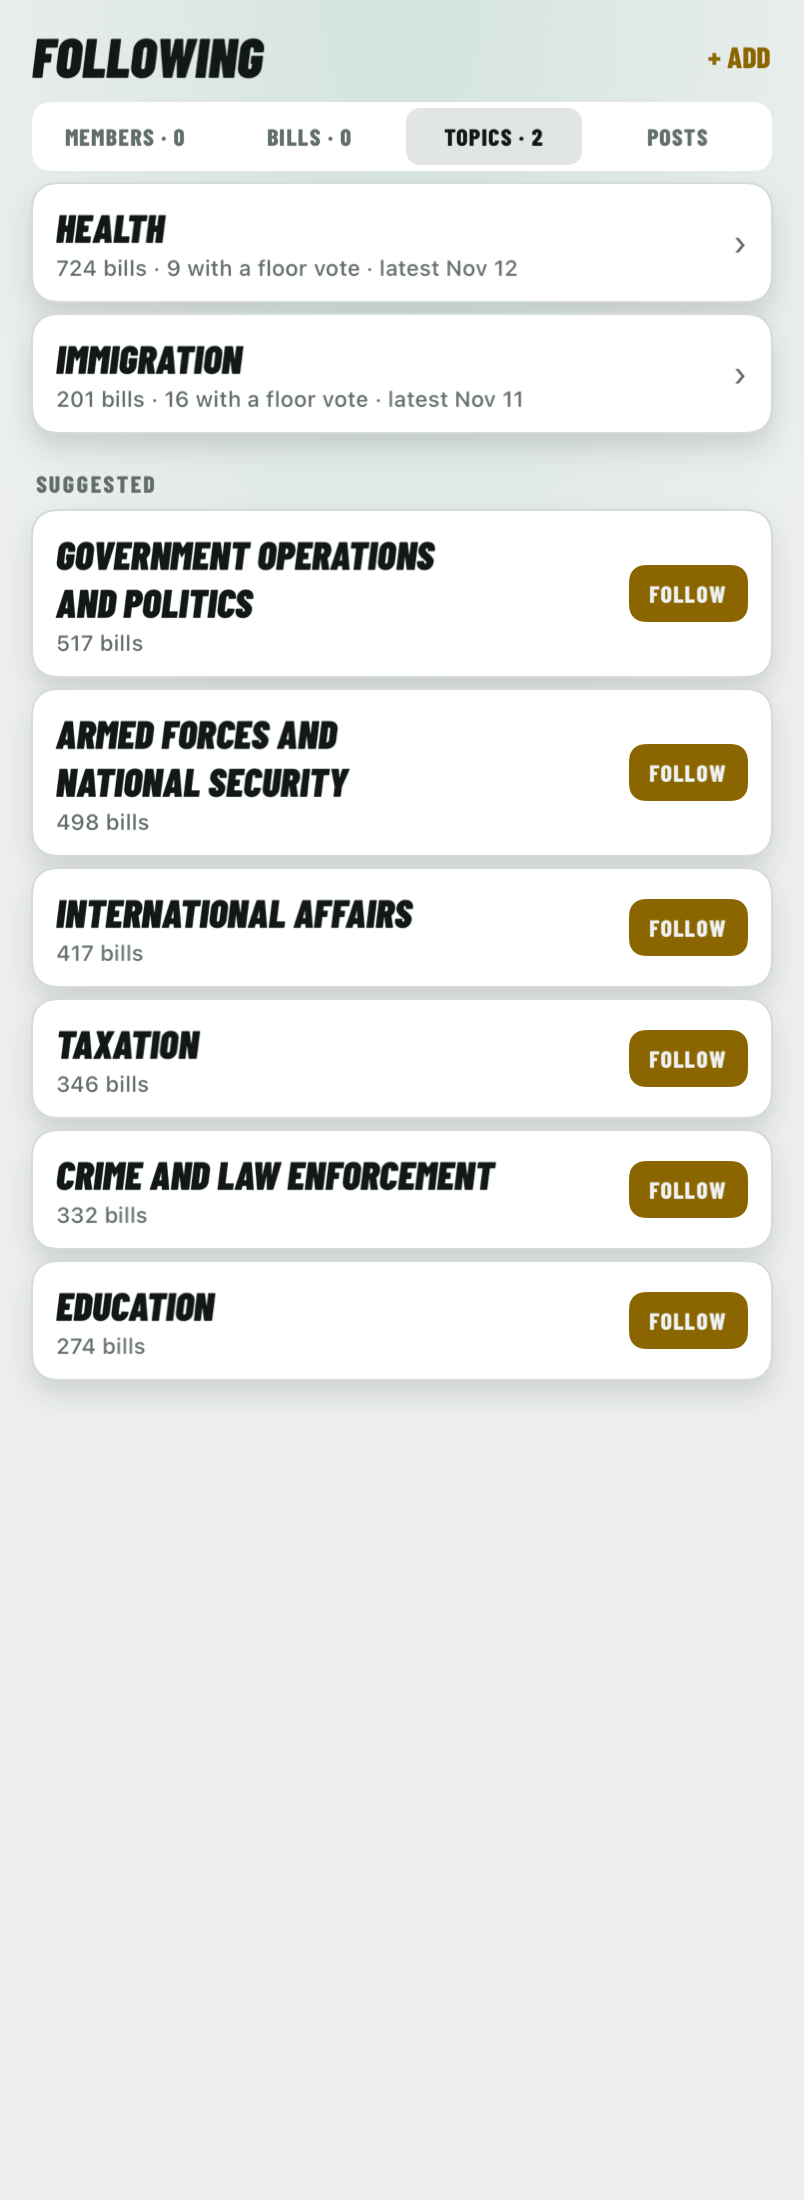 FOLLOWING
+ ADD
MEMBERS · 0
BILLS · 0
TOPICS · 2
POSTS
HEALTH
724 bills · 9 with a floor vote · latest Nov 12
›
IMMIGRATION
201 bills · 16 with a floor vote · latest Nov 11
›
SUGGESTED
GOVERNMENT OPERATIONS
AND POLITICS
517 bills
FOLLOW
ARMED FORCES AND
NATIONAL SECURITY
498 bills
FOLLOW
INTERNATIONAL AFFAIRS
417 bills
FOLLOW
TAXATION
346 bills
FOLLOW
CRIME AND LAW ENFORCEMENT
332 bills
FOLLOW
EDUCATION
274 bills
FOLLOW